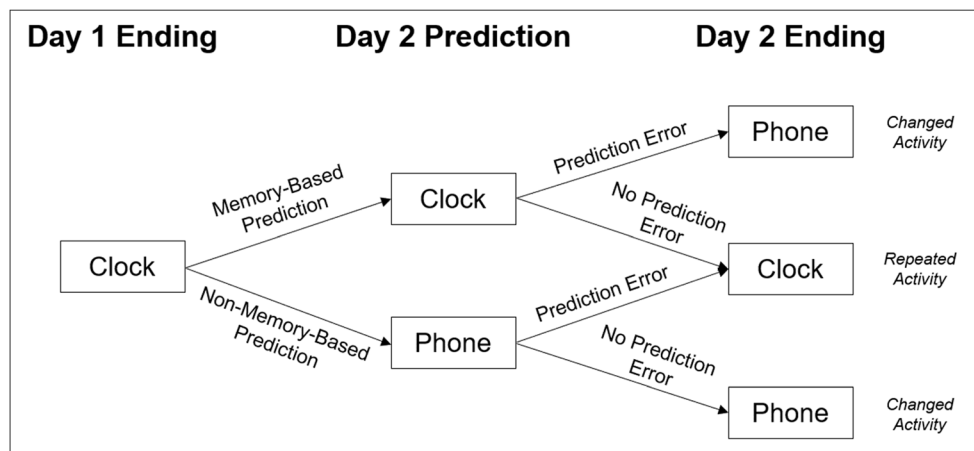 Day 1 Ending
Day 2 Prediction
Day 2 Ending
Clock
Memory-Based
Prediction
Non-Memory-Based
Prediction
Clock
Phone
Prediction Error
No Prediction
Error
Prediction Error
No Prediction
Error
Phone
Changed
Activity
Clock
Repeated
Activity
Phone
Changed
Activity